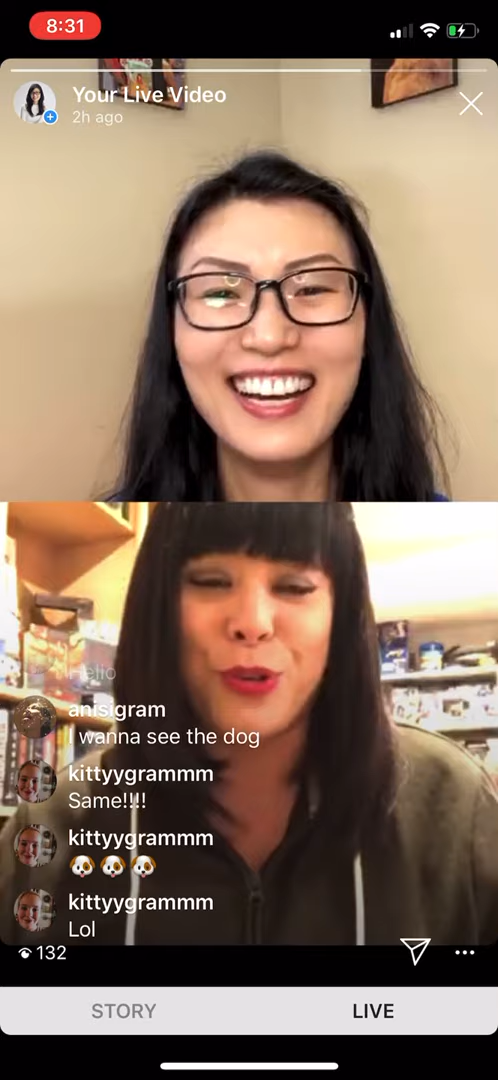 8:31
Your Live Video
2h ago
Hello
anisigram
I wanna see the dog
kittyygrammm
Same!!!!
kittyygrammm
🐶🐶🐶
kittyygrammm
Lol
132
STORY
LIVE